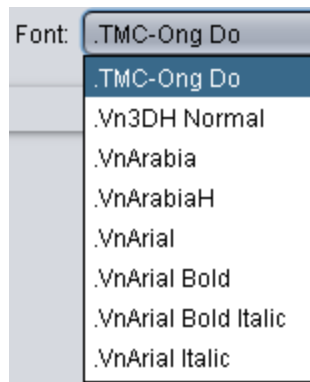 Font: .TMC-Ong Do
.TMC-Ong Do
.Vn3DH Normal
.VnArabia
.VnArabiaH
.VnArial
.VnArial Bold
.VnArial Bold Italic
.VnArial Italic